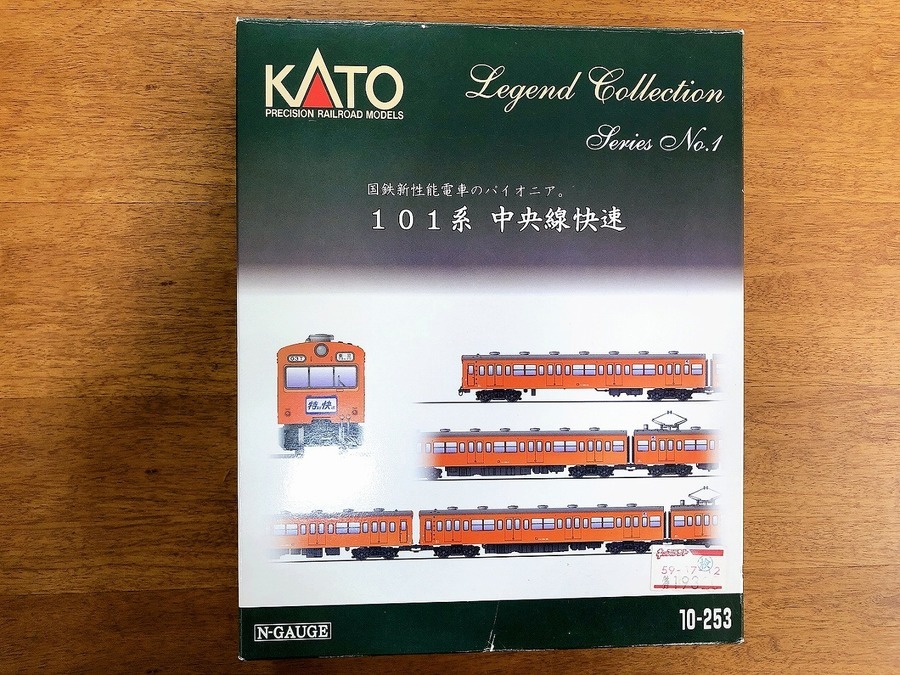 KATO
PRECISION RAILROAD MODELS
Legend Collection
Series No.1
国鉄新性能電車のパイオニア。
101系 中央線快速
特快
N-GAUGE
10-253